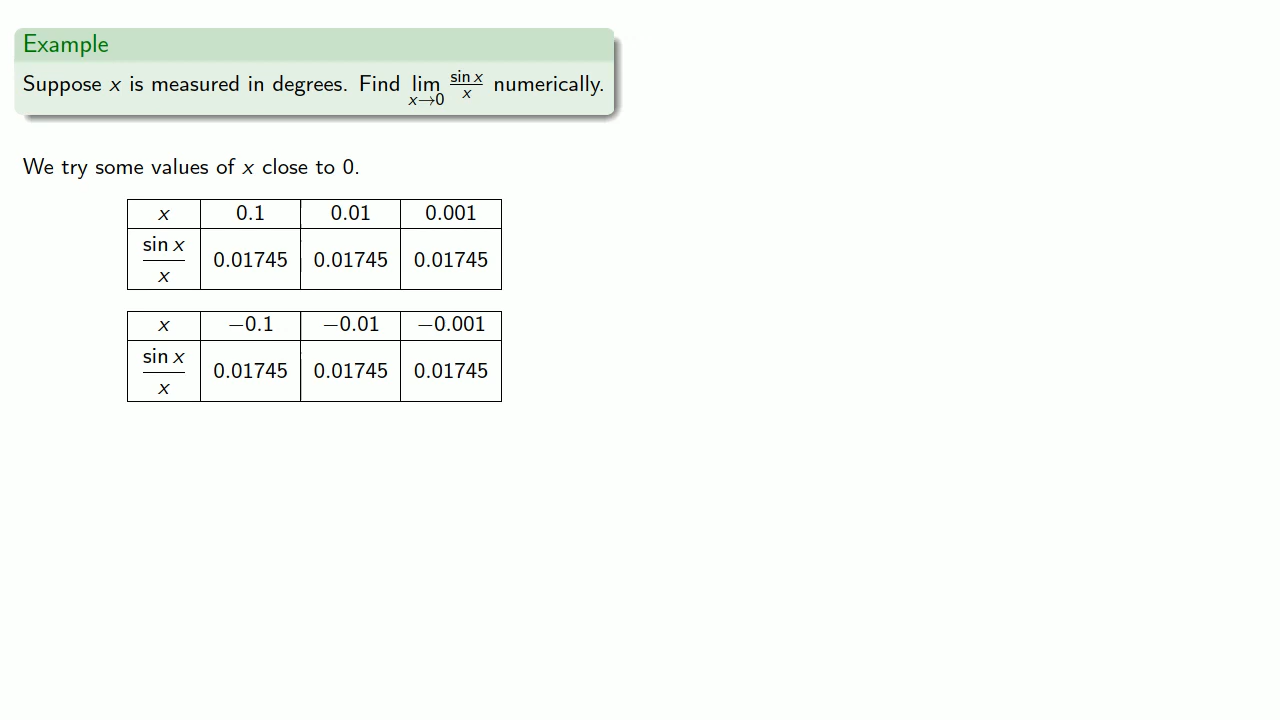 Example
Suppose x is measured in degrees. Find lim x→0 sin x/x numerically.
We try some values of x close to 0.
x 0.1 0.01 0.001
sin x/x 0.01745 0.01745 0.01745
x −0.1 −0.01 −0.001
sin x/x 0.01745 0.01745 0.01745